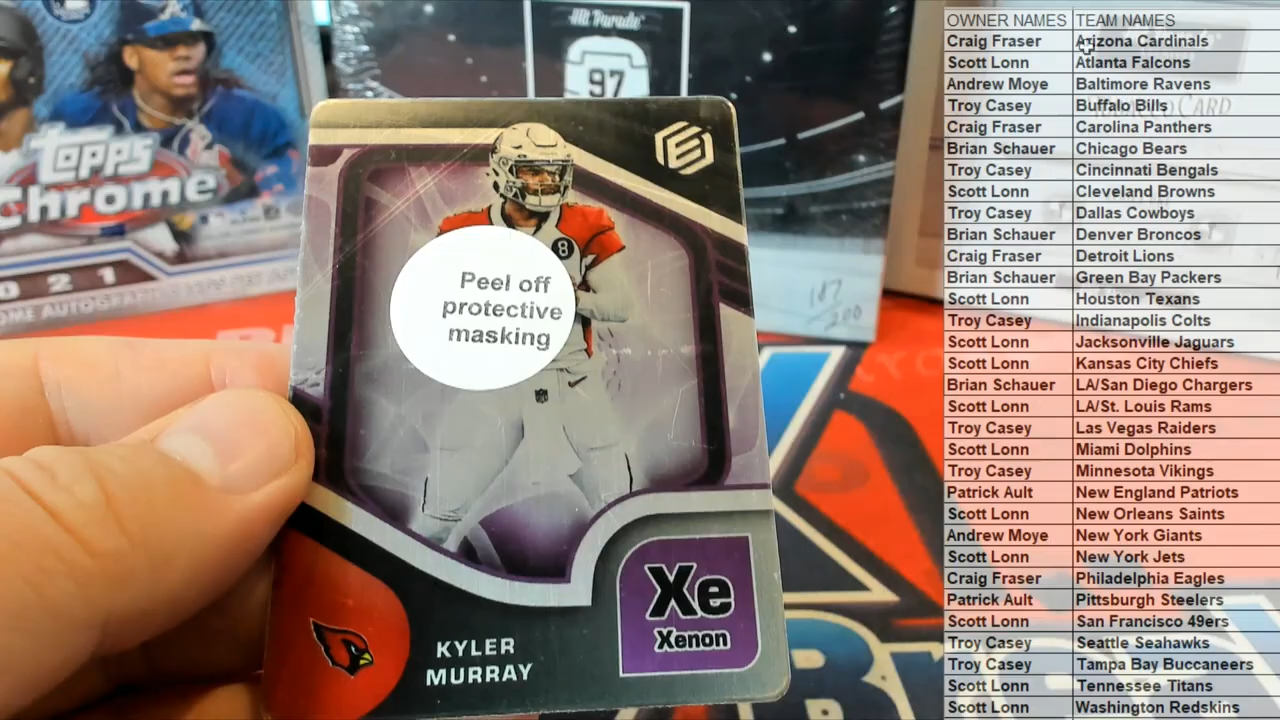 OWNER NAMES TEAM NAMES
Craig Fraser Arizona Cardinals
Scott Lonn Atlanta Falcons
Andrew Moye Baltimore Ravens
Troy Casey Buffalo Bills
Craig Fraser Carolina Panthers
Brian Schauer Chicago Bears
Troy Casey Cincinnati Bengals
Scott Lonn Cleveland Browns
Troy Casey Dallas Cowboys
Brian Schauer Denver Broncos
Craig Fraser Detroit Lions
Brian Schauer Green Bay Packers
Scott Lonn Houston Texans
Troy Casey Indianapolis Colts
Scott Lonn Jacksonville Jaguars
Scott Lonn Kansas City Chiefs
Brian Schauer LA/San Diego Chargers
Scott Lonn LA/St. Louis Rams
Troy Casey Las Vegas Raiders
Scott Lonn Miami Dolphins
Troy Casey Minnesota Vikings
Patrick Ault New England Patriots
Scott Lonn New Orleans Saints
Andrew Moye New York Giants
Scott Lonn New York Jets
Craig Fraser Philadelphia Eagles
Patrick Ault Pittsburgh Steelers
Scott Lonn San Francisco 49ers
Troy Casey Seattle Seahawks
Troy Casey Tampa Bay Buccaneers
Scott Lonn Tennessee Titans
Scott Lonn Washington Redskins
Topps
Chrome
2021
Hit Parade
97
187
200
8
Peel off
protective
masking
Xe
Xenon
KYLER
MURRAY